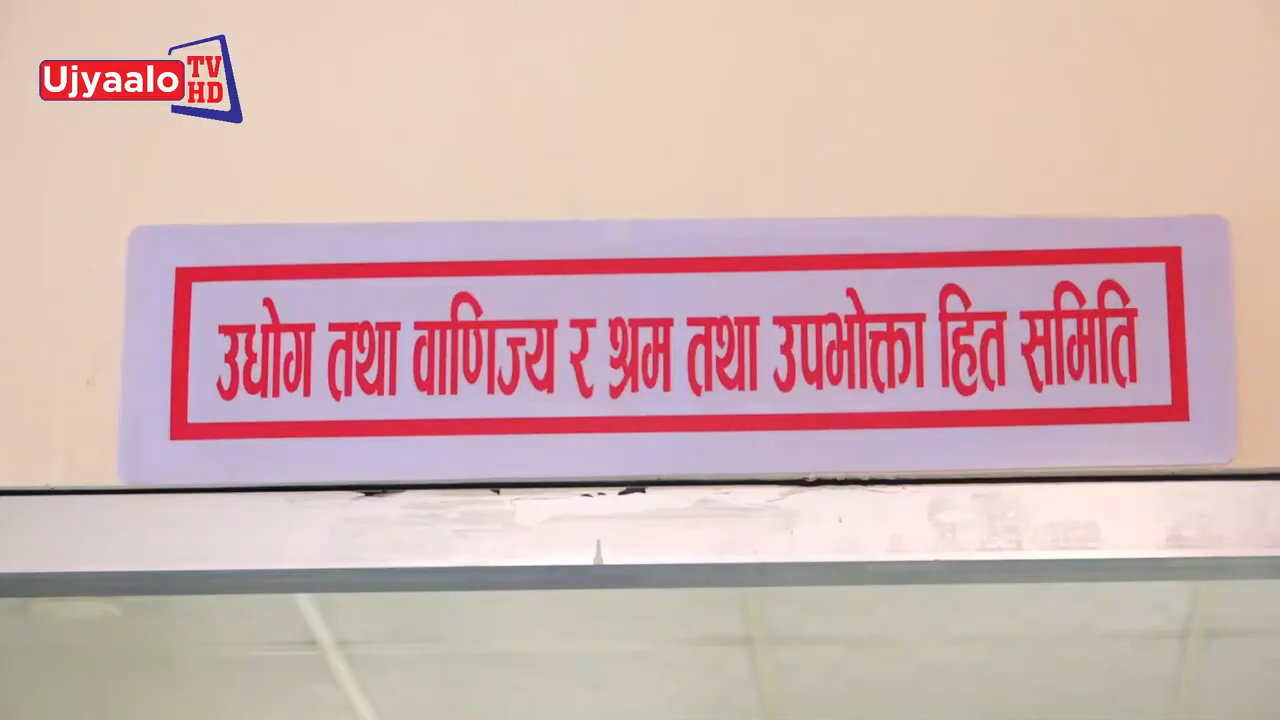 Ujyaalo TV HD
उधोग तथा वाणिज्य र श्रम तथा उपभोक्ता हित समिति